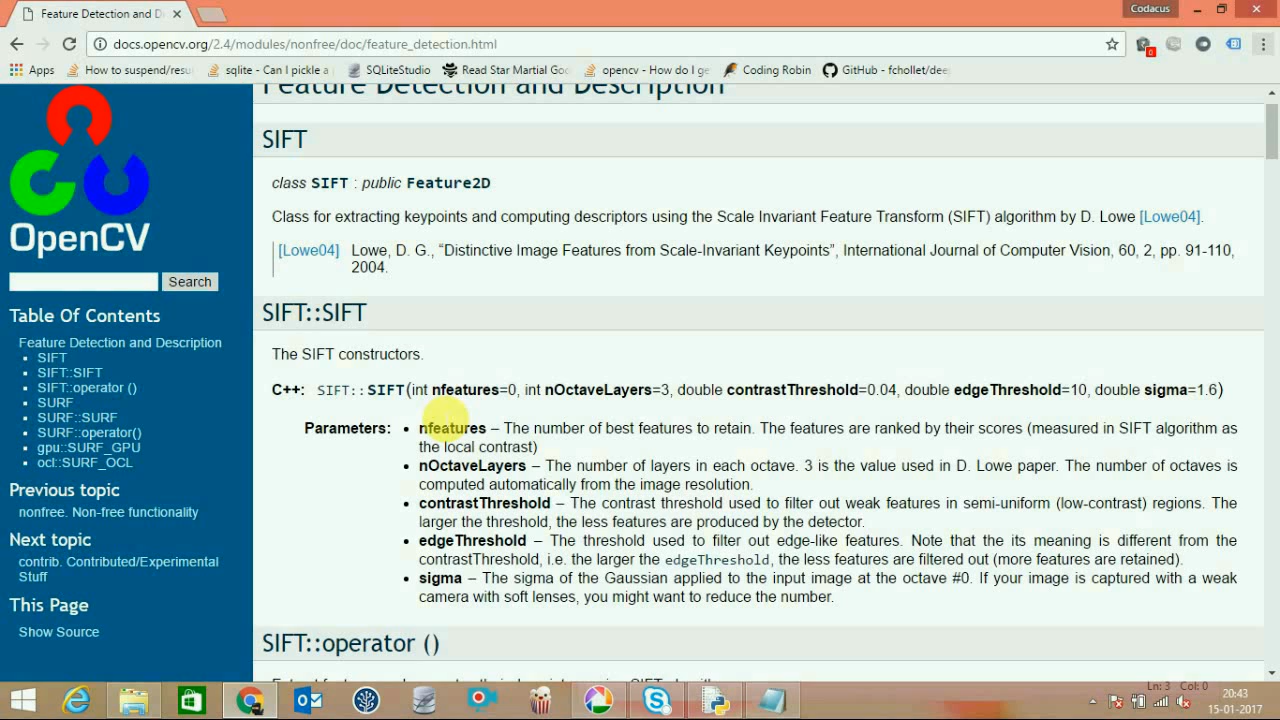 Feature Detection and D
Codacus
docs.opencv.org/2.4/modules/nonfree/doc/feature_detection.html
Apps
How to suspend/resu
sqlite - Can I pickle a
SQLiteStudio
Read Star Martial Go
opencv - How do I ge
Coding Robin
GitHub - fchollet/dee
OpenCV
Search
Table Of Contents
Feature Detection and Description
SIFT
SIFT::SIFT
SIFT::operator ()
SURF
SURF::SURF
SURF::operator()
gpu::SURF_GPU
ocl::SURF_OCL
Previous topic
nonfree. Non-free functionality
Next topic
contrib. Contributed/Experimental
Stuff
This Page
Show Source
Feature Detection and Description
SIFT
class SIFT : public Feature2D
Class for extracting keypoints and computing descriptors using the Scale Invariant Feature Transform (SIFT) algorithm by D. Lowe [Lowe04].
[Lowe04] Lowe, D. G., “Distinctive Image Features from Scale-Invariant Keypoints”, International Journal of Computer Vision, 60, 2, pp. 91-110,
2004.
SIFT::SIFT
The SIFT constructors.
C++: SIFT::SIFT(int nfeatures=0, int nOctaveLayers=3, double contrastThreshold=0.04, double edgeThreshold=10, double sigma=1.6)
Parameters: • nfeatures – The number of best features to retain. The features are ranked by their scores (measured in SIFT algorithm as
the local contrast)
• nOctaveLayers – The number of layers in each octave. 3 is the value used in D. Lowe paper. The number of octaves is
computed automatically from the image resolution.
• contrastThreshold – The contrast threshold used to filter out weak features in semi-uniform (low-contrast) regions. The
larger the threshold, the less features are produced by the detector.
• edgeThreshold – The threshold used to filter out edge-like features. Note that the its meaning is different from the
contrastThreshold, i.e. the larger the edgeThreshold, the less features are filtered out (more features are retained).
• sigma – The sigma of the Gaussian applied to the input image at the octave #0. If your image is captured with a weak
camera with soft lenses, you might want to reduce the number.
SIFT::operator ()
Ln: 3 Col: 0
20:43
15-01-2017